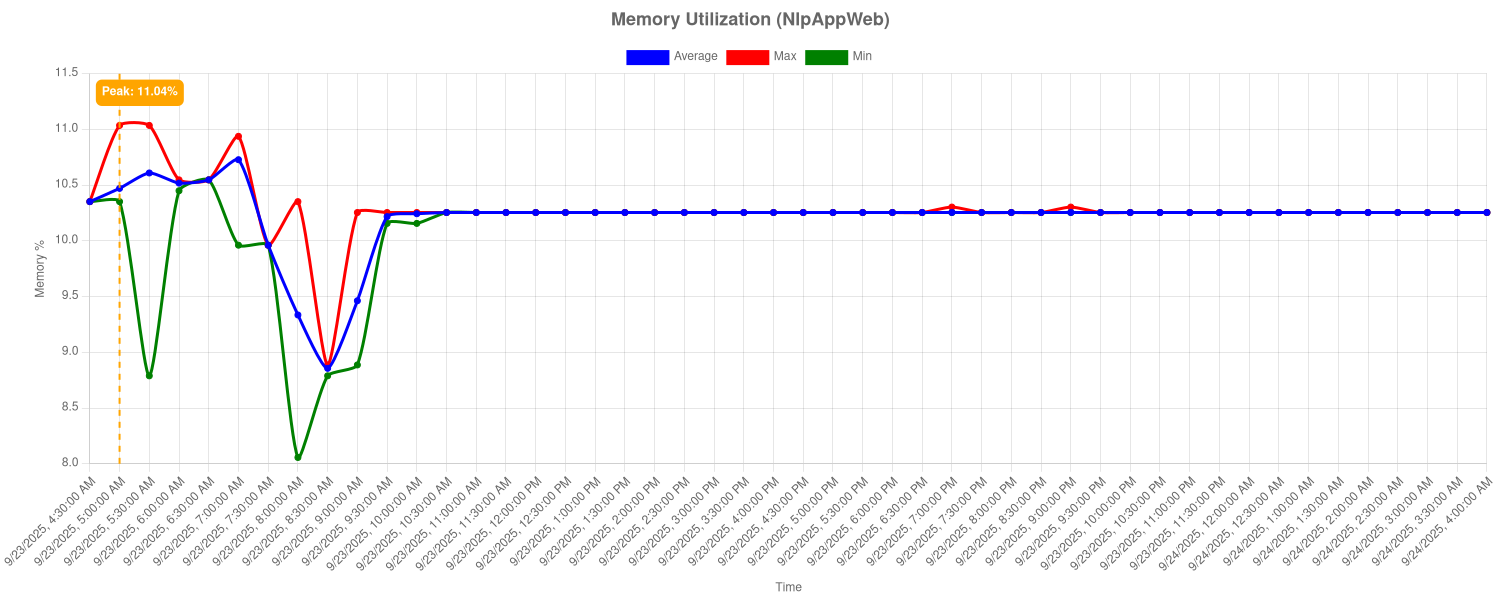 Memory Utilization (NlpAppWeb)
Average Max Min
11.5
Peak: 11.04%
11.0
10.5
10.0
9.5
9.0
8.5
8.0
Memory %
9/23/2025, 4:30:00 AM
9/23/2025, 5:00:00 AM
9/23/2025, 5:30:00 AM
9/23/2025, 6:00:00 AM
9/23/2025, 6:30:00 AM
9/23/2025, 7:00:00 AM
9/23/2025, 7:30:00 AM
9/23/2025, 8:00:00 AM
9/23/2025, 8:30:00 AM
9/23/2025, 9:00:00 AM
9/23/2025, 9:30:00 AM
9/23/2025, 10:00:00 AM
9/23/2025, 10:30:00 AM
9/23/2025, 11:00:00 AM
9/23/2025, 11:30:00 AM
9/23/2025, 12:00:00 PM
9/23/2025, 12:30:00 PM
9/23/2025, 1:00:00 PM
9/23/2025, 1:30:00 PM
9/23/2025, 2:00:00 PM
9/23/2025, 2:30:00 PM
9/23/2025, 3:00:00 PM
9/23/2025, 3:30:00 PM
9/23/2025, 4:00:00 PM
9/23/2025, 4:30:00 PM
9/23/2025, 5:00:00 PM
9/23/2025, 5:30:00 PM
9/23/2025, 6:00:00 PM
9/23/2025, 6:30:00 PM
9/23/2025, 7:00:00 PM
9/23/2025, 7:30:00 PM
9/23/2025, 8:00:00 PM
9/23/2025, 8:30:00 PM
9/23/2025, 9:00:00 PM
9/23/2025, 9:30:00 PM
9/23/2025, 10:00:00 PM
9/23/2025, 10:30:00 PM
9/23/2025, 11:00:00 PM
9/23/2025, 11:30:00 PM
9/24/2025, 12:00:00 AM
9/24/2025, 12:30:00 AM
9/24/2025, 1:00:00 AM
9/24/2025, 1:30:00 AM
9/24/2025, 2:00:00 AM
9/24/2025, 2:30:00 AM
9/24/2025, 3:00:00 AM
9/24/2025, 3:30:00 AM
9/24/2025, 4:00:00 AM
Time